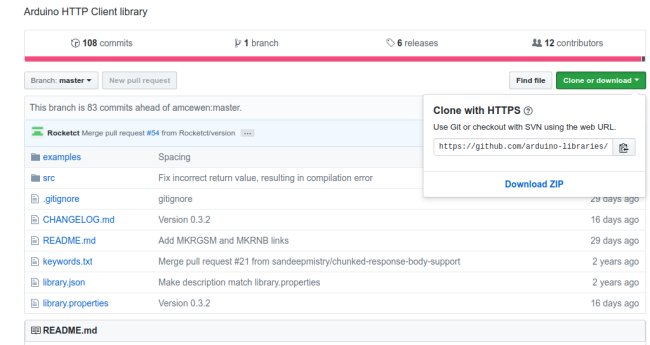 Arduino HTTP Client library
108 commits 1 branch 6 releases 12 contributors
Branch: master New pull request Find file Clone or download
This branch is 83 commits ahead of amcewen:master.
Clone with HTTPS
Use Git or checkout with SVN using the web URL.
https://github.com/arduino-libraries/
Download ZIP
Rocketct Merge pull request #54 from Rocketct/version ...
examples Spacing
src Fix incorrect return value, resulting in compilation error
.gitignore gitignore 29 days ago
CHANGELOG.md Version 0.3.2 16 days ago
README.md Add MKRGSM and MKRNB links 29 days ago
keywords.txt Merge pull request #21 from sandeepmistry/chunked-response-body-support 2 years ago
library.json Make description match library.properties 2 years ago
library.properties Version 0.3.2 16 days ago
README.md